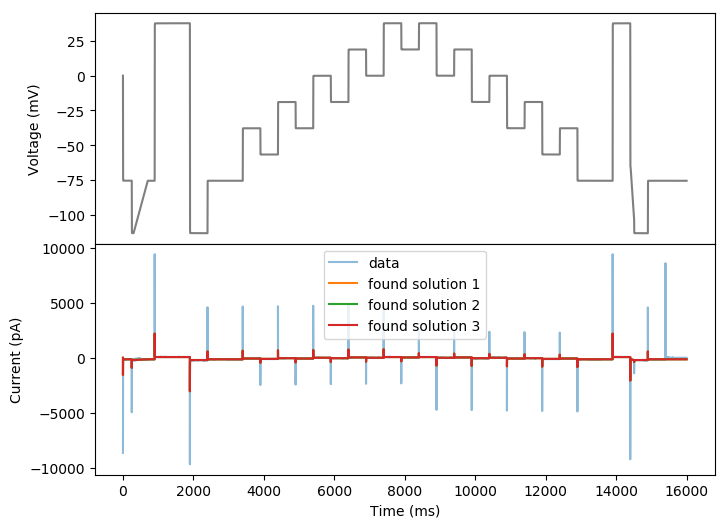 25
0
−25
−50
−75
−100
Voltage (mV)
10000
5000
0
−5000
−10000
Current (pA)
data
found solution 1
found solution 2
found solution 3
0 2000 4000 6000 8000 10000 12000 14000 16000
Time (ms)